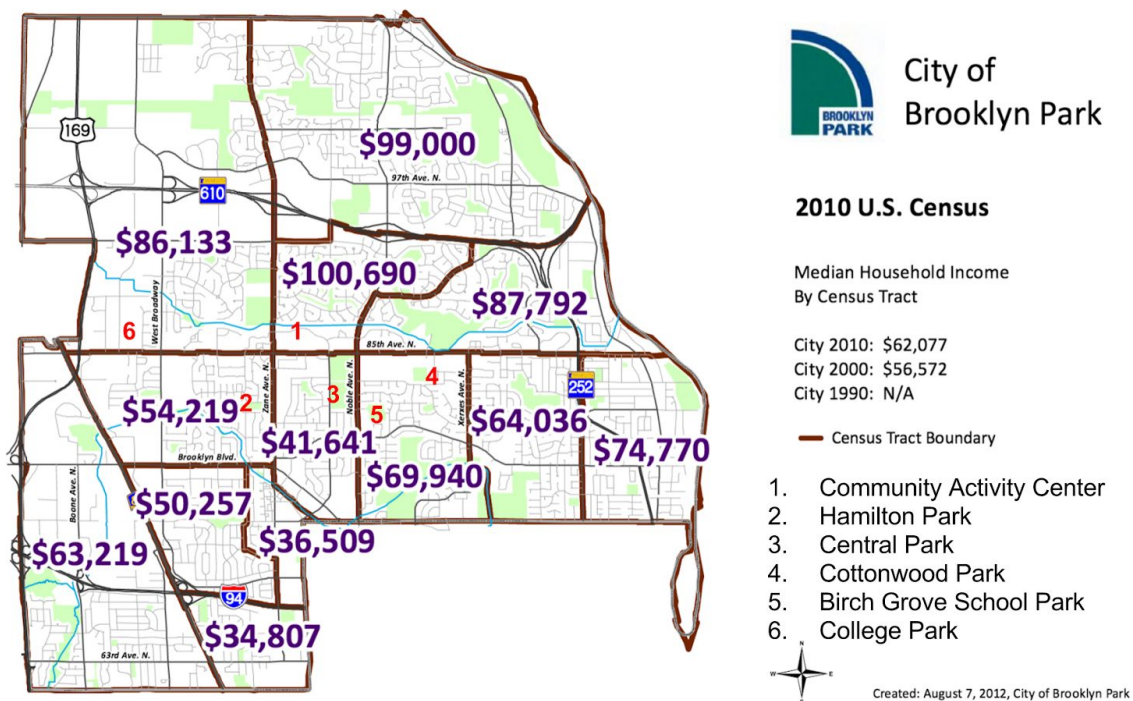 169
610
$99,000
97th Ave. N.
$86,133
$100,690
$87,792
West Broadway
6
1
85th Ave. N.
Zane Ave. N.
Noble Ave. N.
Xerxes Ave. N.
252
$54,219
2
3
4
5
$41,641
$64,036
$74,770
Brooklyn Blvd.
$69,940
Boone Ave. N.
$50,257
$36,509
$63,219
94
$34,807
63rd Ave. N.
BROOKLYN
PARK
City of
Brooklyn Park
2010 U.S. Census
Median Household Income
By Census Tract
City 2010: $62,077
City 2000: $56,572
City 1990: N/A
Census Tract Boundary
1. Community Activity Center
2. Hamilton Park
3. Central Park
4. Cottonwood Park
5. Birch Grove School Park
6. College Park
N
W E
S
Created: August 7, 2012, City of Brooklyn Park